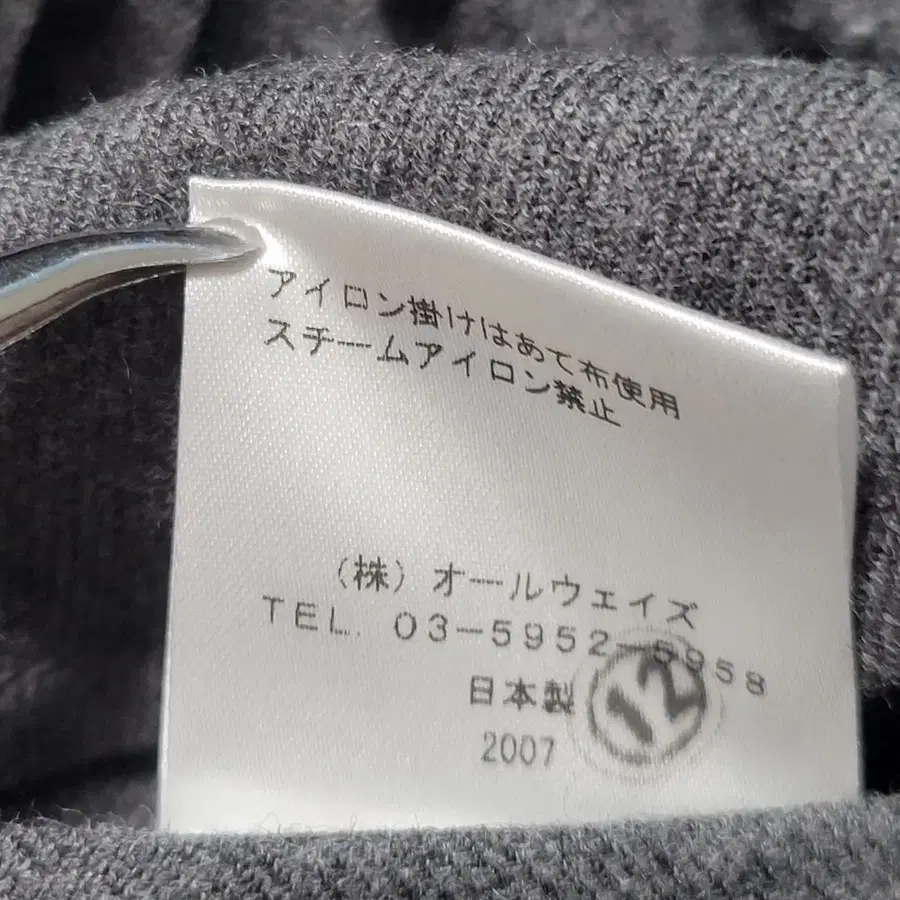 アイロン掛けはあて布使用
スチームアイロン禁止
(株) オールウェイズ
TEL. 03-5952-5958
日本製
12
2007